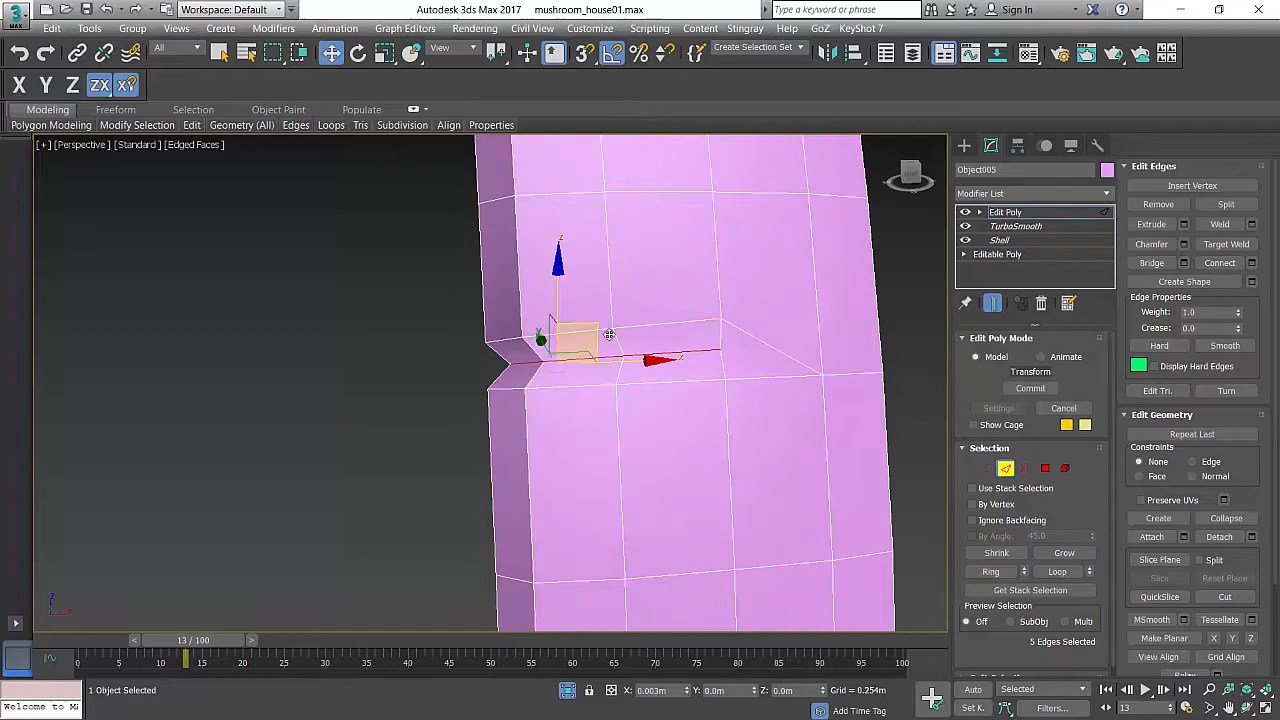 Workspace: Default
Autodesk 3ds Max 2017 mushroom_house01.max
Type a keyword or phrase
Sign In
MAX
Edit Tools Group Views Create Modifiers Animation Graph Editors Rendering Civil View Customize Scripting Content Stingray Help GoZ KeyShot 7
All View Create Selection Set
X Y Z ZX XY
Modeling Freeform Selection Object Paint Populate
Polygon Modeling Modify Selection Edit Geometry (All) Edges Loops Tris Subdivision Align Properties
[+] [Perspective] [Standard] [Edged Faces]
Object005
Modifier List
Edit Poly
TurboSmooth
Shell
Editable Poly
Edit Poly Mode
Model Animate
Transform
Commit
Settings Cancel
Show Cage
Selection
Use Stack Selection
By Vertex
Ignore Backfacing
By Angle: 45.0
Shrink Grow
Ring Loop
Get Stack Selection
Preview Selection
Off SubObj Multi
5 Edges Selected
Edit Edges
Insert Vertex
Remove Split
Extrude Weld
Chamfer Target Weld
Bridge Connect
Create Shape
Edge Properties
Weight: 1.0
Crease: 0.0
Hard Smooth
Display Hard Edges
Edit Tri. Turn
Edit Geometry
Repeat Last
Constraints
None Edge
Face Normal
Preserve UVs
Create Collapse
Attach Detach
Slice Plane Split
Slice Reset Plane
QuickSlice Cut
MSmooth Tessellate
Make Planar X Y Z
View Align Grid Align
Relax
z
y
x
z
x
13 / 100
0 5 10 15 20 25 30 35 40 45 50 55 60 65 70 75 80 85 90 95 100
1 Object Selected
X: 0.003m Y: 0.0m Z: 0.0m Grid = 0.254m
Auto Selected
Welcome to M
Add Time Tag
Set K. Filters... 13